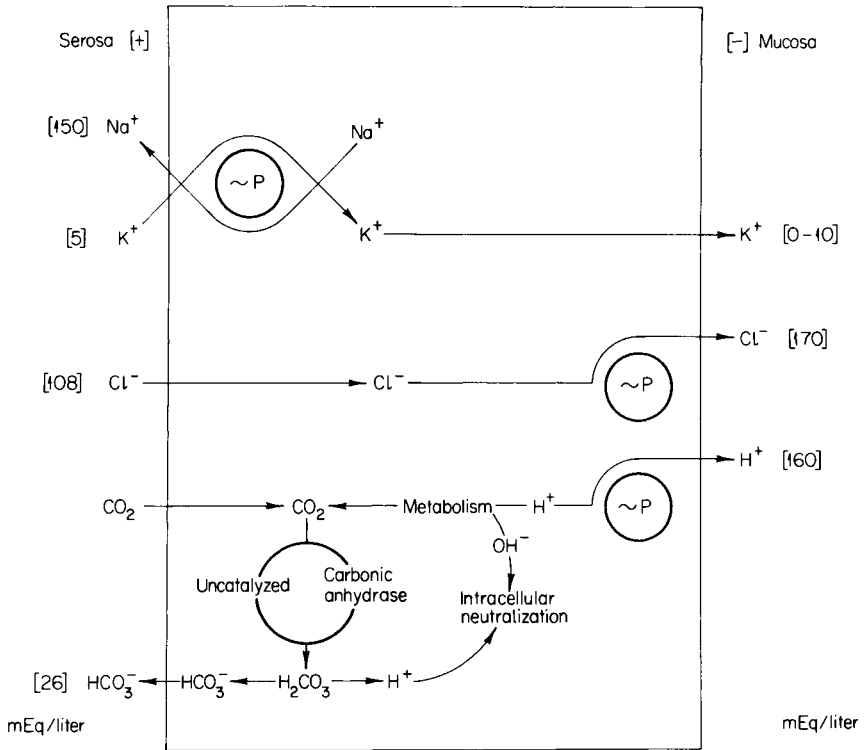 Serosa [+]
[-] Mucosa
[150] Na+
Na+
~P
[5] K+
K+
K+ [0-10]
Cl- [170]
[108] Cl-
Cl-
~P
H+ [160]
CO2
CO2
Metabolism
H+
~P
OH-
Uncatalyzed
Carbonic
anhydrase
Intracellular
neutralization
[26] HCO3-
HCO3-
H2CO3
H+
mEq/liter
mEq/liter